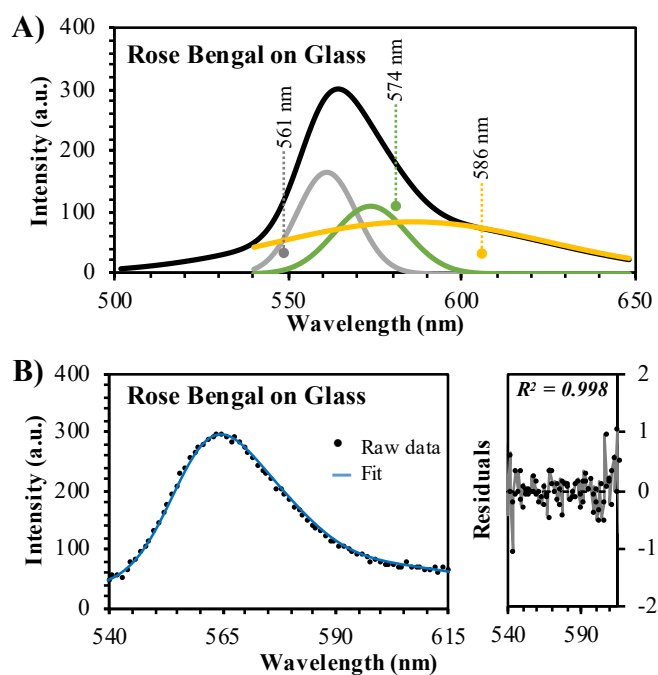 A)
Rose Bengal on Glass
Intensity (a.u.)
400
300
200
100
0
561 nm
574 nm
586 nm
500
550
600
650
Wavelength (nm)
B)
Rose Bengal on Glass
Intensity (a.u.)
400
300
200
100
0
Raw data
Fit
540
565
590
615
Wavelength (nm)
R² = 0.998
Residuals
2
1
0
-1
-2
540
590
Wavelength (nm)